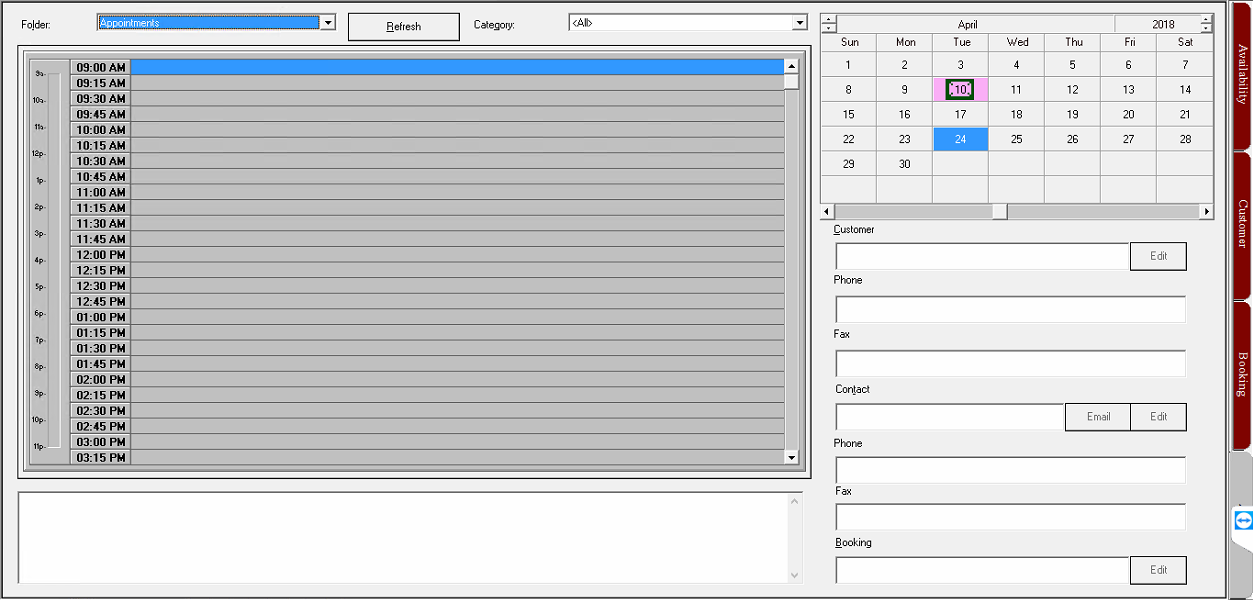 Folder: Appointments Refresh Category: <All>
9a-
10a-
11a-
12p-
1p-
2p-
3p-
4p-
5p-
6p-
7p-
8p-
9p-
10p-
11p-
09:00 AM
09:15 AM
09:30 AM
09:45 AM
10:00 AM
10:15 AM
10:30 AM
10:45 AM
11:00 AM
11:15 AM
11:30 AM
11:45 AM
12:00 PM
12:15 PM
12:30 PM
12:45 PM
01:00 PM
01:15 PM
01:30 PM
01:45 PM
02:00 PM
02:15 PM
02:30 PM
02:45 PM
03:00 PM
03:15 PM
April 2018
Sun Mon Tue Wed Thu Fri Sat
1 2 3 4 5 6 7
8 9 10 11 12 13 14
15 16 17 18 19 20 21
22 23 24 25 26 27 28
29 30
Customer
Edit
Phone
Fax
Contact
Email Edit
Phone
Fax
Booking
Edit
Availability
Customer
Booking